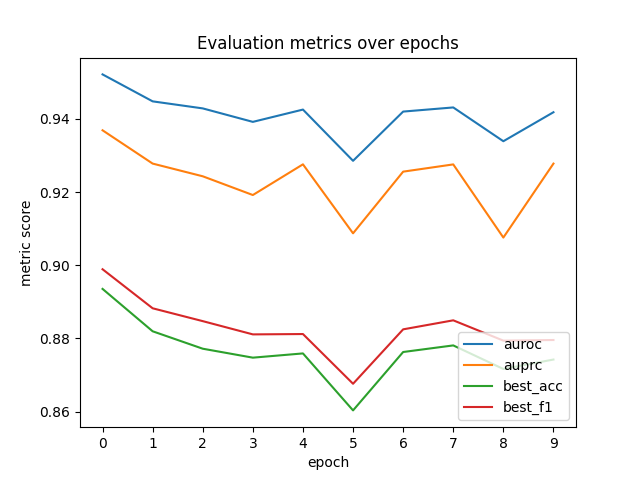 Evaluation metrics over epochs
metric score
0.94
0.92
0.90
0.88
0.86
auroc
auprc
best_acc
best_f1
0 1 2 3 4 5 6 7 8 9
epoch